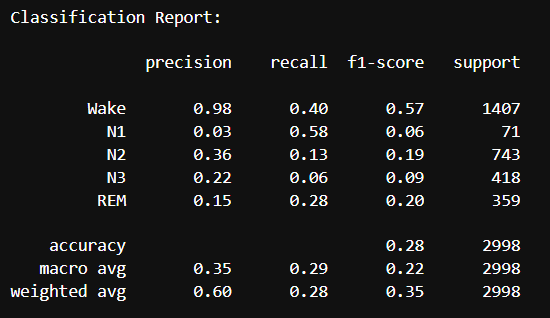 Classification Report:
precision recall f1-score support
Wake 0.98 0.40 0.57 1407
N1 0.03 0.58 0.06 71
N2 0.36 0.13 0.19 743
N3 0.22 0.06 0.09 418
REM 0.15 0.28 0.20 359
accuracy 0.28 2998
macro avg 0.35 0.29 0.22 2998
weighted avg 0.60 0.28 0.35 2998